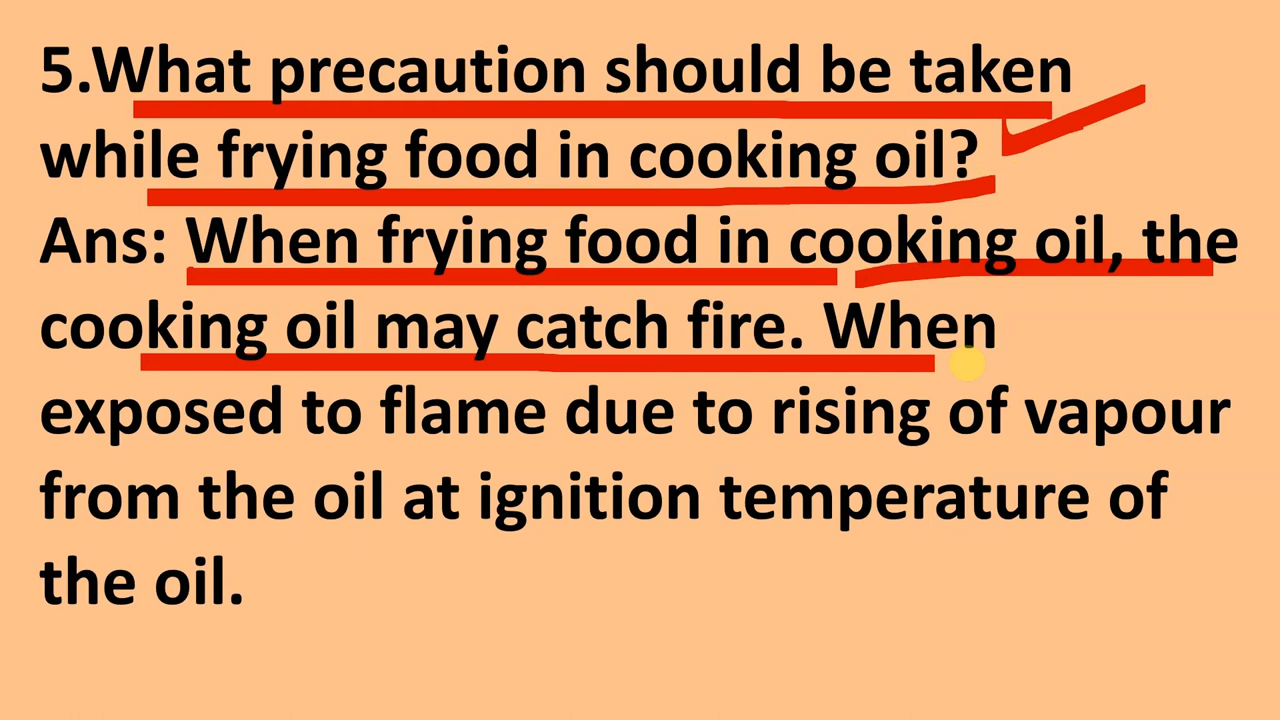 5.What precaution should be taken
while frying food in cooking oil?
Ans: When frying food in cooking oil, the
cooking oil may catch fire. When
exposed to flame due to rising of vapour
from the oil at ignition temperature of
the oil.